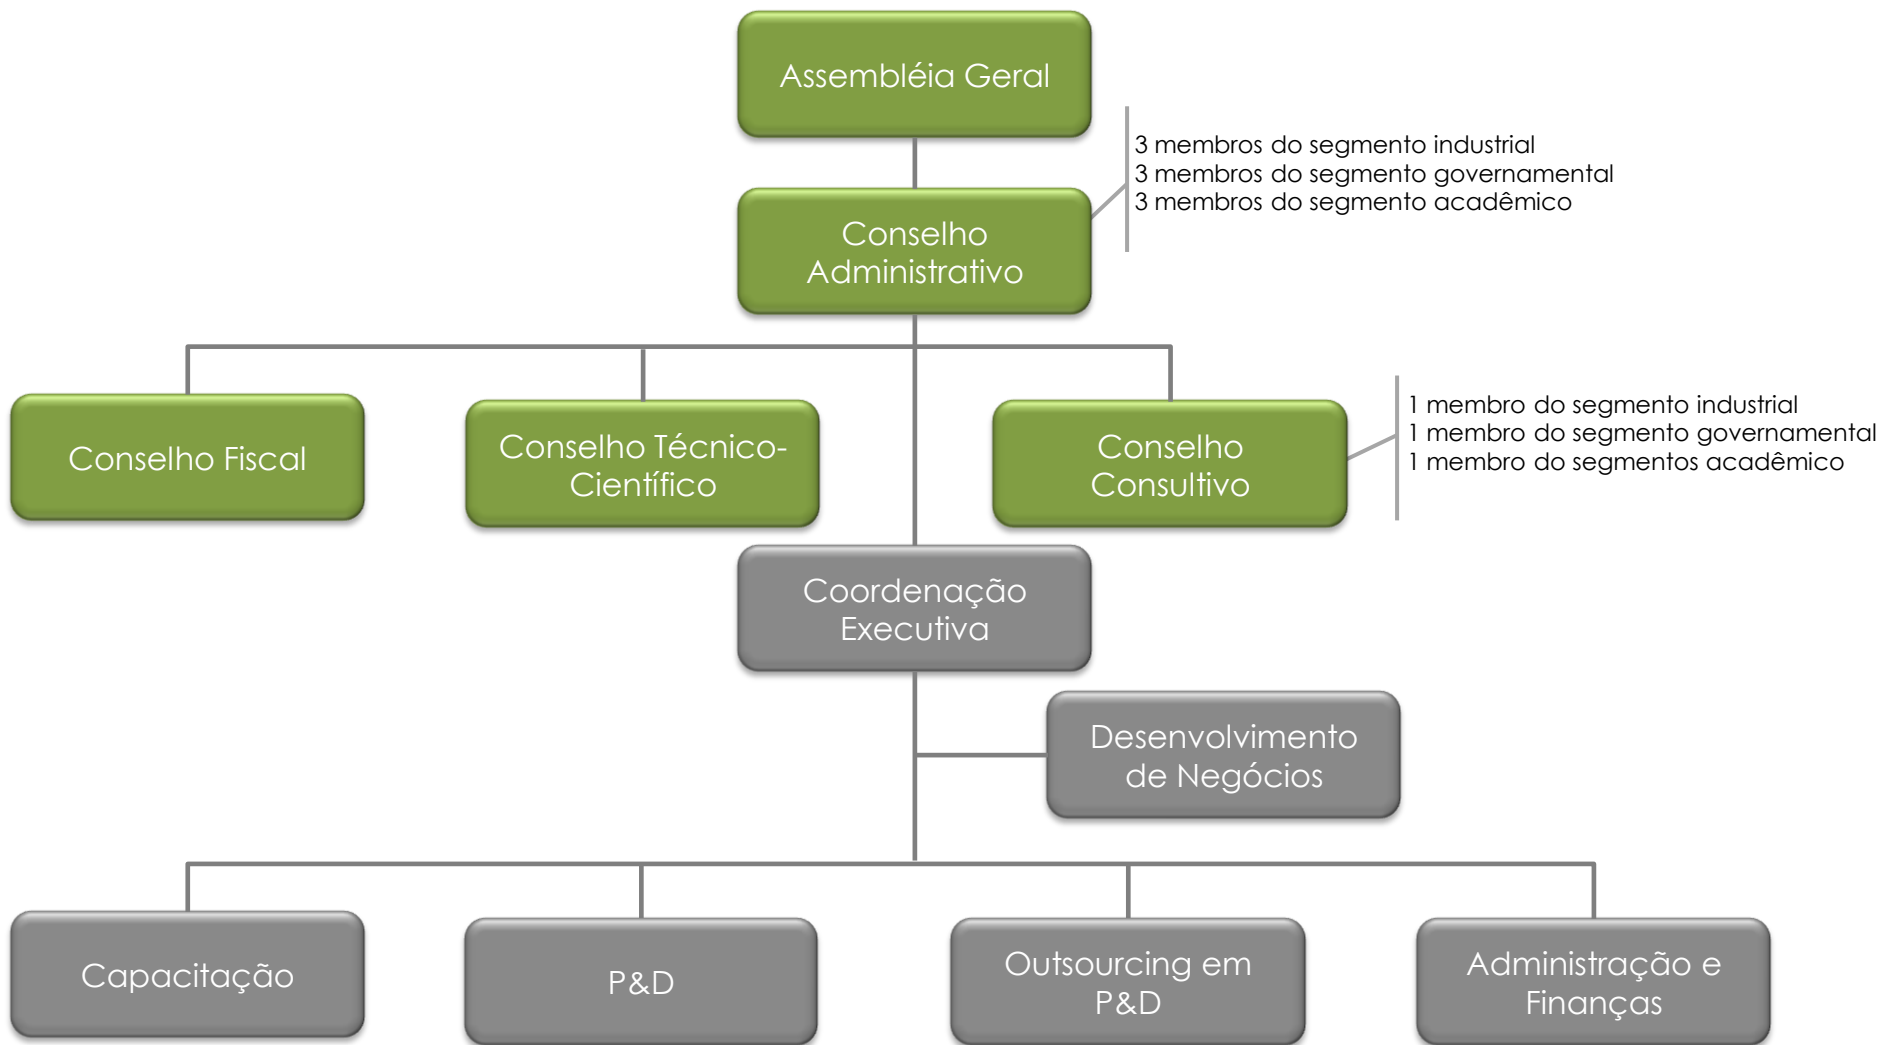 Assembléia Geral
3 membros do segmento industrial
3 membros do segmento governamental
3 membros do segmento acadêmico
Conselho
Administrativo
Conselho Fiscal
Conselho Técnico-
Científico
Conselho
Consultivo
1 membro do segmento industrial
1 membro do segmento governamental
1 membro do segmentos acadêmico
Coordenação
Executiva
Desenvolvimento
de Negócios
Capacitação
P&D
Outsourcing em
P&D
Administração e
Finanças